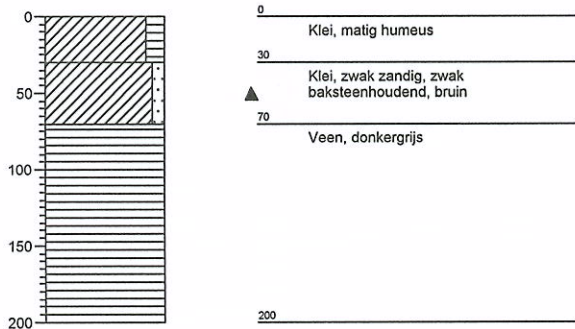 0
50
100
150
200
0
Klei, matig humeus
30
Klei, zwak zandig, zwak
baksteenhoudend, bruin
70
Veen, donkergrijs
200